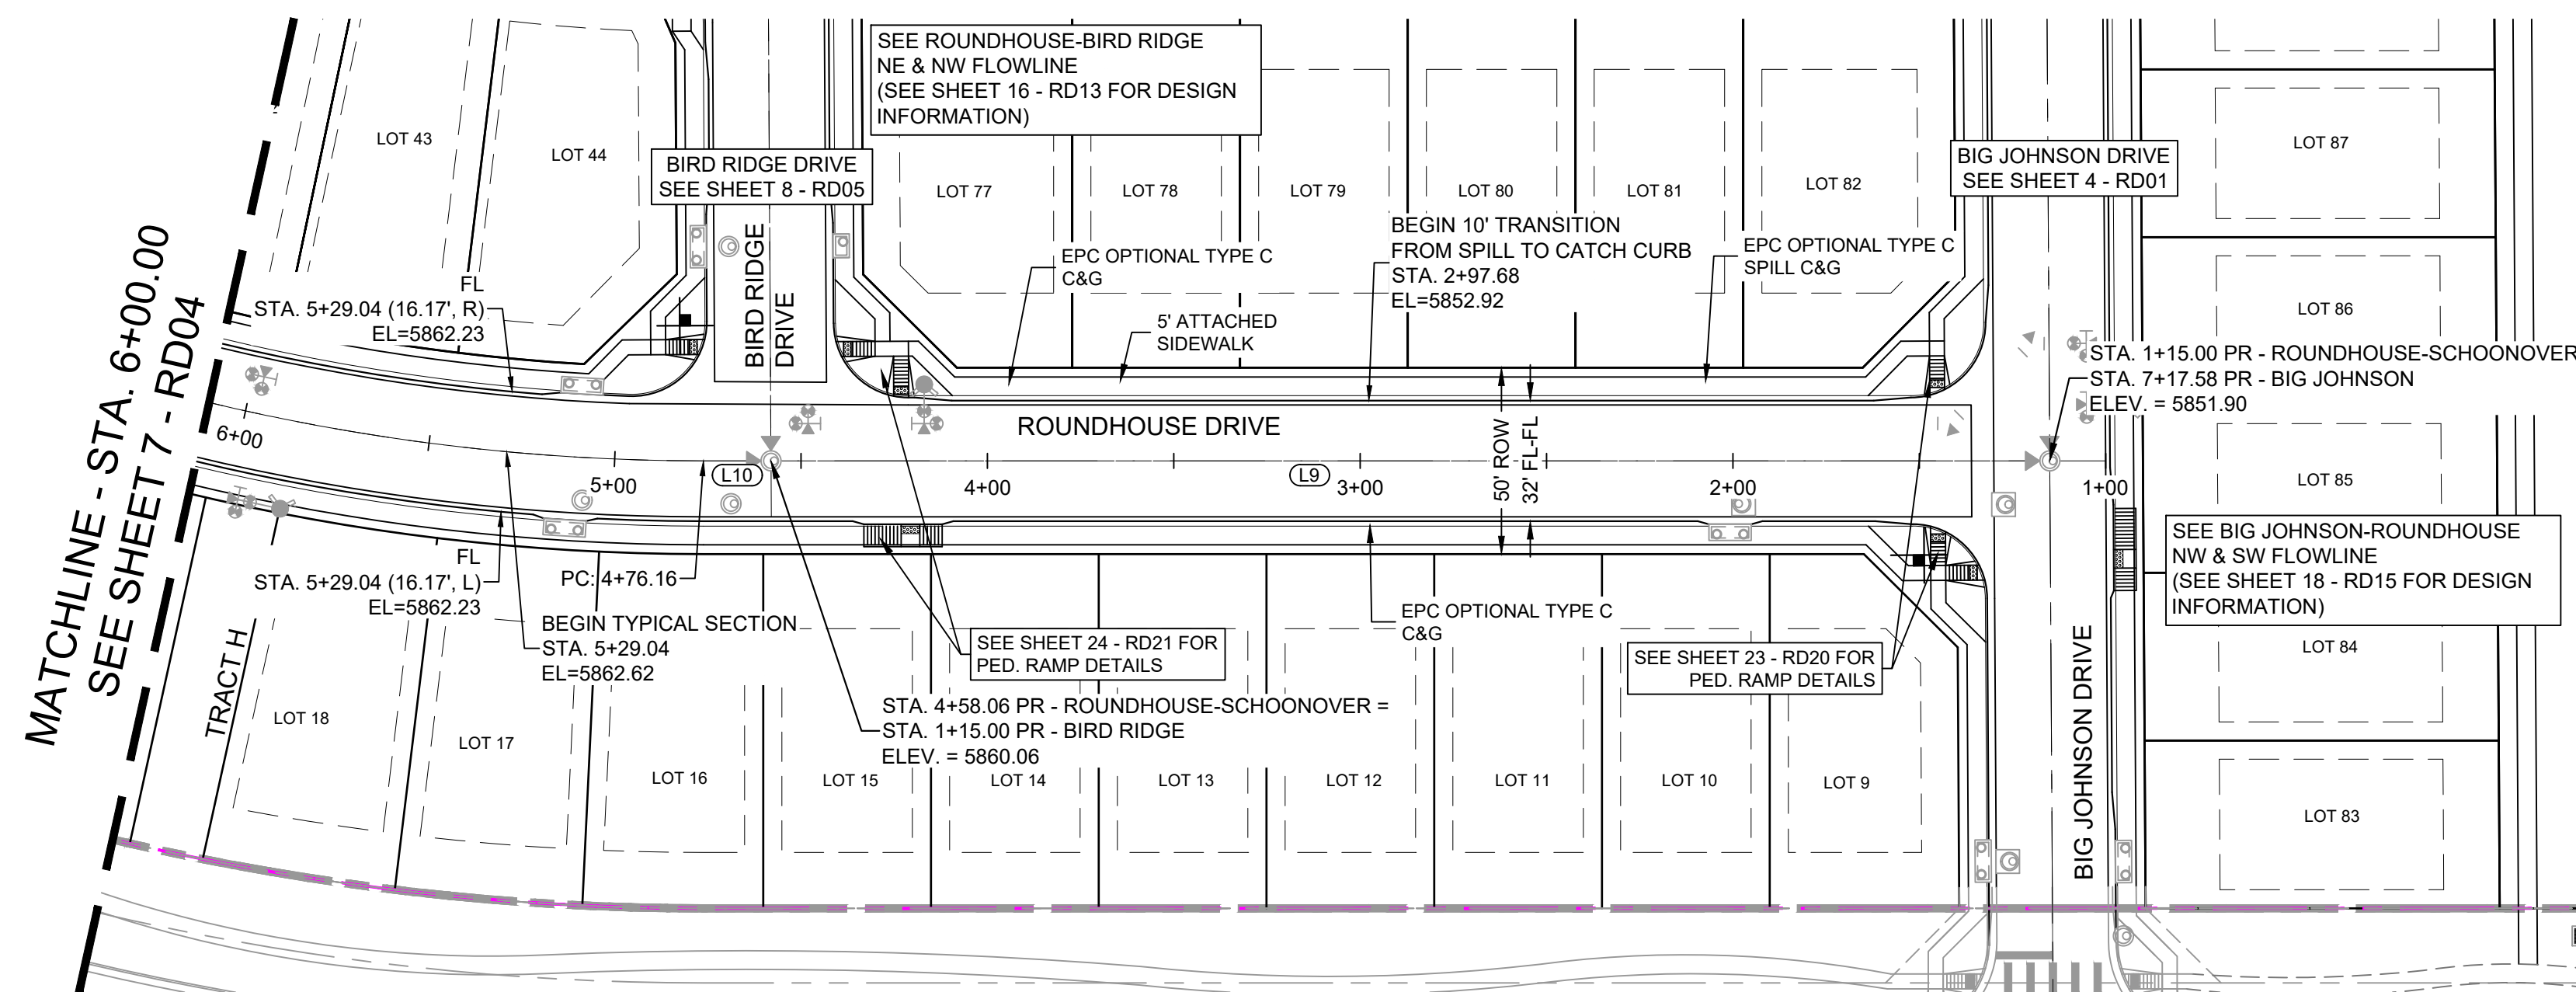 SEE ROUNDHOUSE-BIRD RIDGE
NE & NW FLOWLINE
(SEE SHEET 16 - RD13 FOR DESIGN
INFORMATION)
LOT 43
LOT 44
BIRD RIDGE DRIVE
SEE SHEET 8 - RD05
LOT 77
LOT 78
LOT 79
LOT 80
LOT 81
LOT 82
BIG JOHNSON DRIVE
SEE SHEET 4 - RD01
LOT 87
LOT 86
LOT 85
LOT 84
LOT 83
MATCHLINE - STA. 6+00.00
SEE SHEET 7 - RD04
FL
STA. 5+29.04 (16.17', R)
EL=5862.23
BIRD RIDGE
DRIVE
EPC OPTIONAL TYPE C
C&G
5' ATTACHED
SIDEWALK
BEGIN 10' TRANSITION
FROM SPILL TO CATCH CURB
STA. 2+97.68
EL=5852.92
EPC OPTIONAL TYPE C
SPILL C&G
STA. 1+15.00 PR - ROUNDHOUSE-SCHOONOVER
STA. 7+17.58 PR - BIG JOHNSON
ELEV. = 5851.90
ROUNDHOUSE DRIVE
50' ROW
32' FL-FL
6+00
5+00
L10
4+00
L9
3+00
2+00
1+00
SEE BIG JOHNSON-ROUNDHOUSE
NW & SW FLOWLINE
(SEE SHEET 18 - RD15 FOR DESIGN
INFORMATION)
FL
STA. 5+29.04 (16.17', L)
EL=5862.23
PC: 4+76.16
BEGIN TYPICAL SECTION
STA. 5+29.04
EL=5862.62
SEE SHEET 24 - RD21 FOR
PED. RAMP DETAILS
EPC OPTIONAL TYPE C
C&G
SEE SHEET 23 - RD20 FOR
PED. RAMP DETAILS
STA. 4+58.06 PR - ROUNDHOUSE-SCHOONOVER =
STA. 1+15.00 PR - BIRD RIDGE
ELEV. = 5860.06
BIG JOHNSON DRIVE
TRACT H
LOT 18
LOT 17
LOT 16
LOT 15
LOT 14
LOT 13
LOT 12
LOT 11
LOT 10
LOT 9